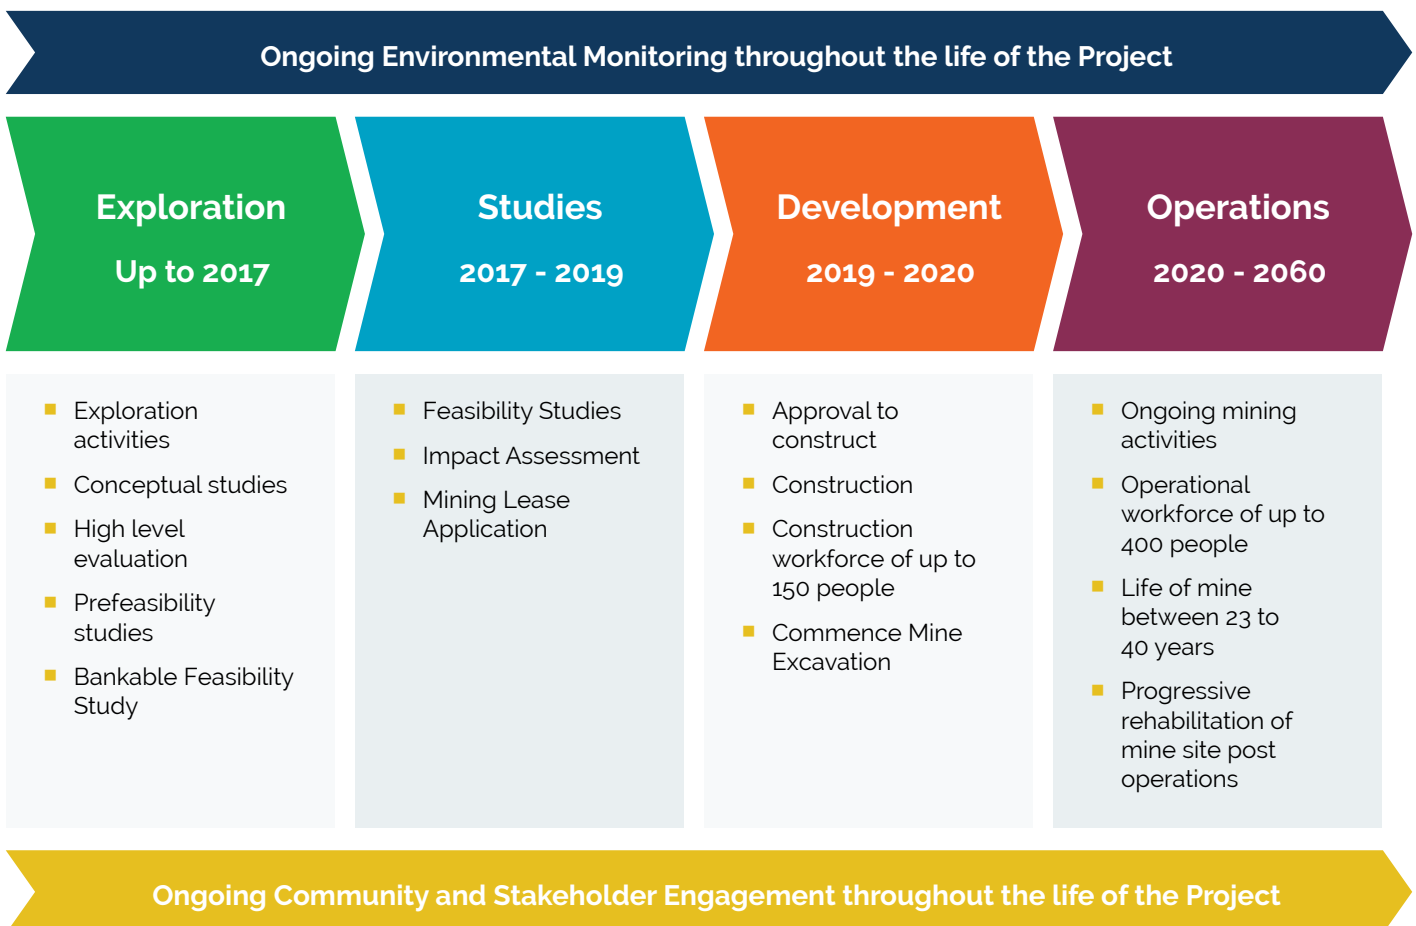 Ongoing Environmental Monitoring throughout the life of the Project
Exploration
Up to 2017
Studies
2017 - 2019
Development
2019 - 2020
Operations
2020 - 2060
Exploration
activities
Conceptual studies
High level
evaluation
Prefeasibility
studies
Bankable Feasibility
Study
Feasibility Studies
Impact Assessment
Mining Lease
Application
Approval to
construct
Construction
Construction
workforce of up to
150 people
Commence Mine
Excavation
Ongoing mining
activities
Operational
workforce of up to
400 people
Life of mine
between 23 to
40 years
Progressive
rehabilitation of
mine site post
operations
Ongoing Community and Stakeholder Engagement throughout the life of the Project